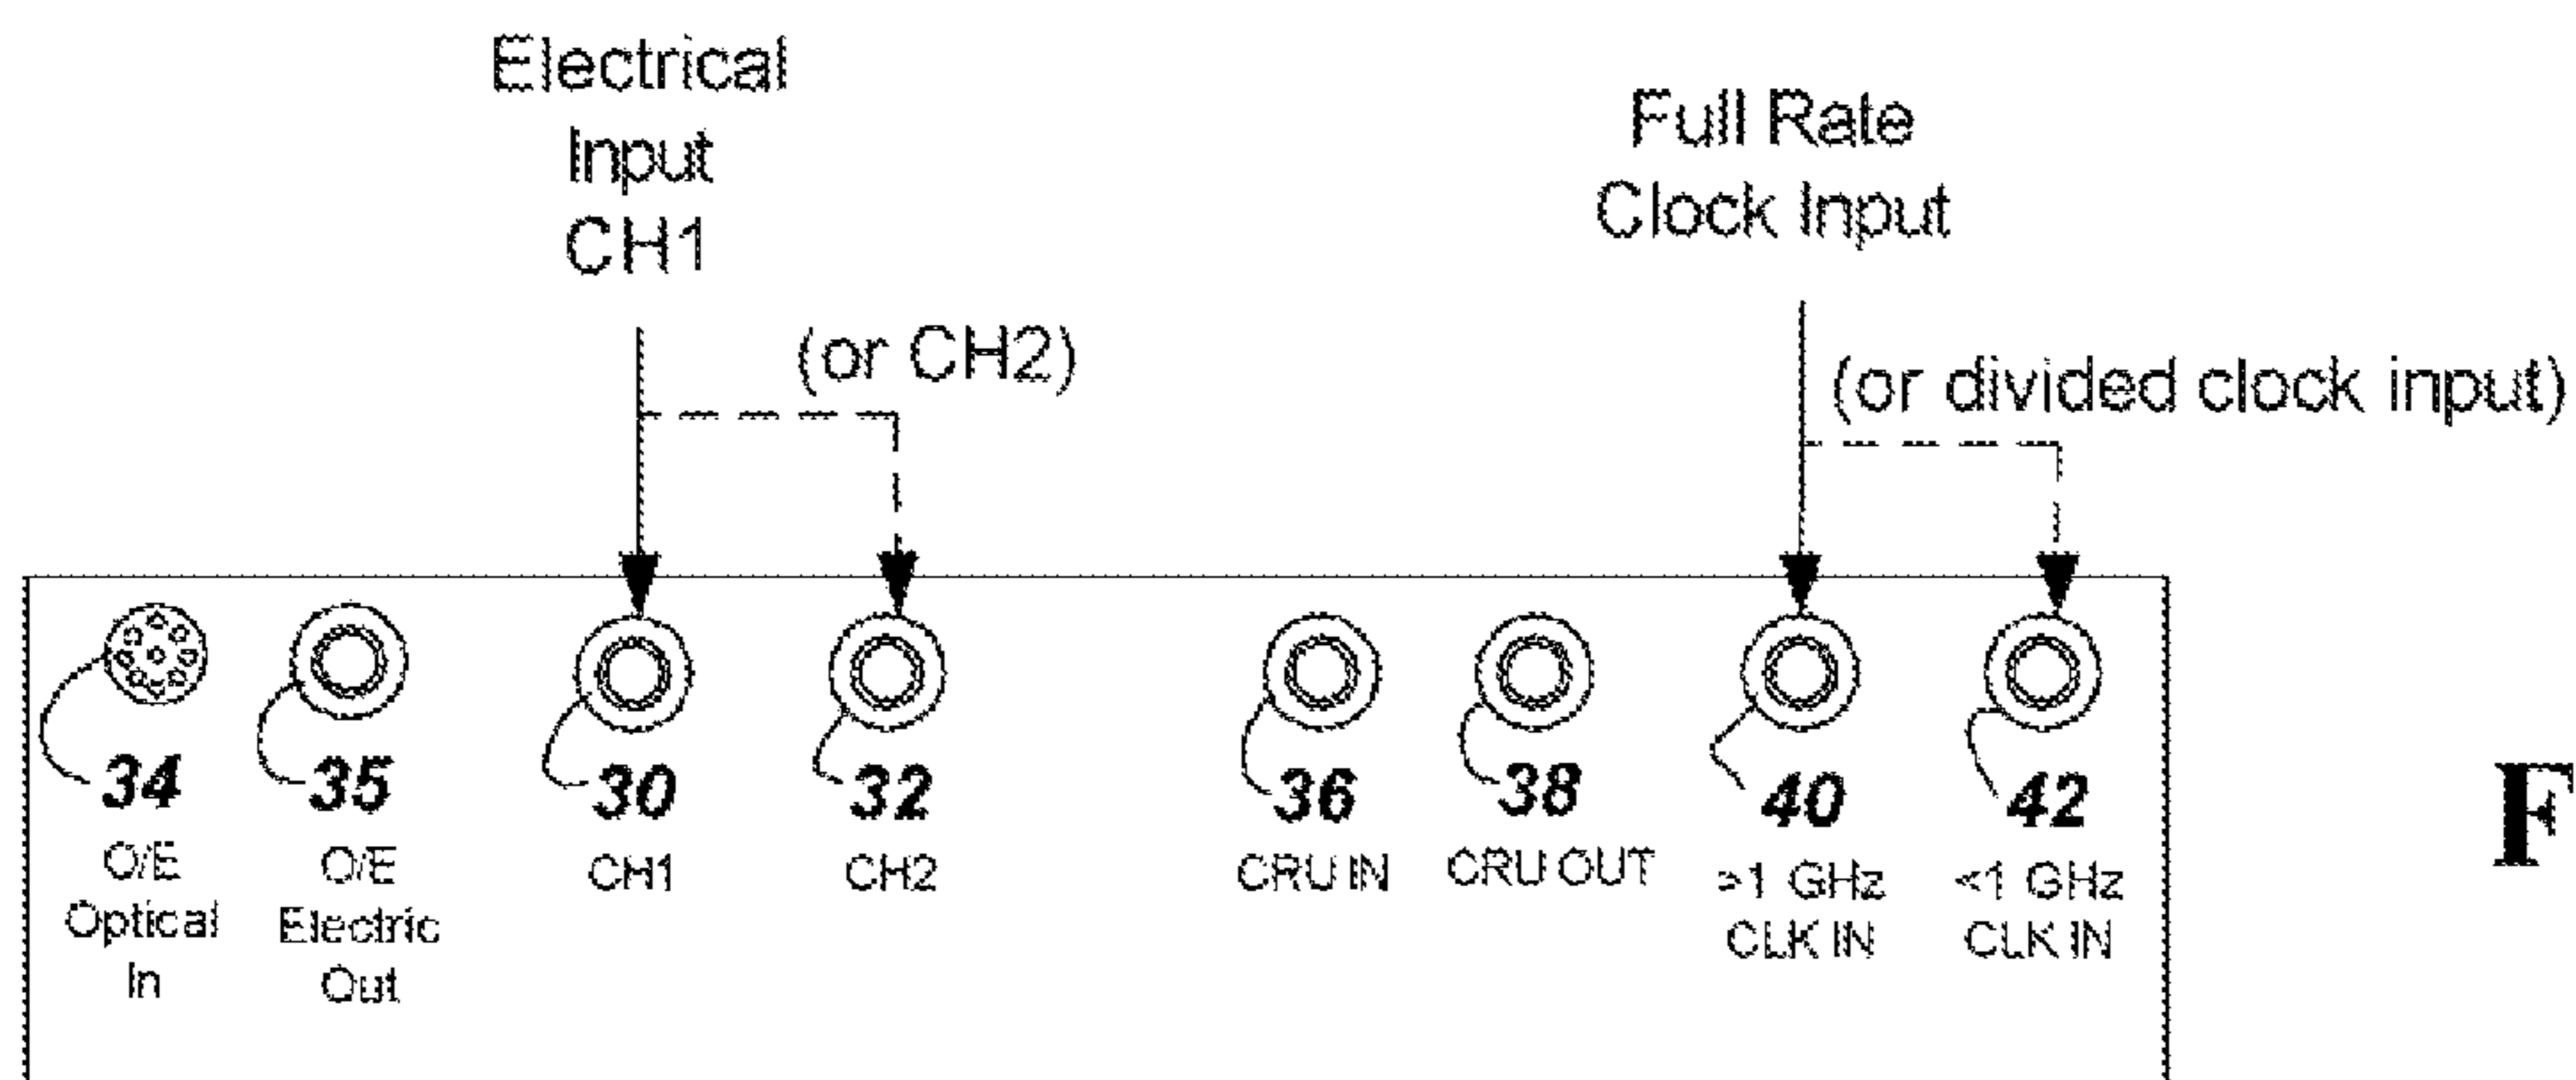 Electrical
Input
CH1
Full Rate
Clock Input
(or CH2)
(or divided clock input)
34
35
30
32
36
38
40
42
O/E
Optical
In
O/E
Electric
Out
CH1
CH2
CRU IN
CRU OUT
>1 GHz
CLK IN
<1 GHz
CLK IN
F